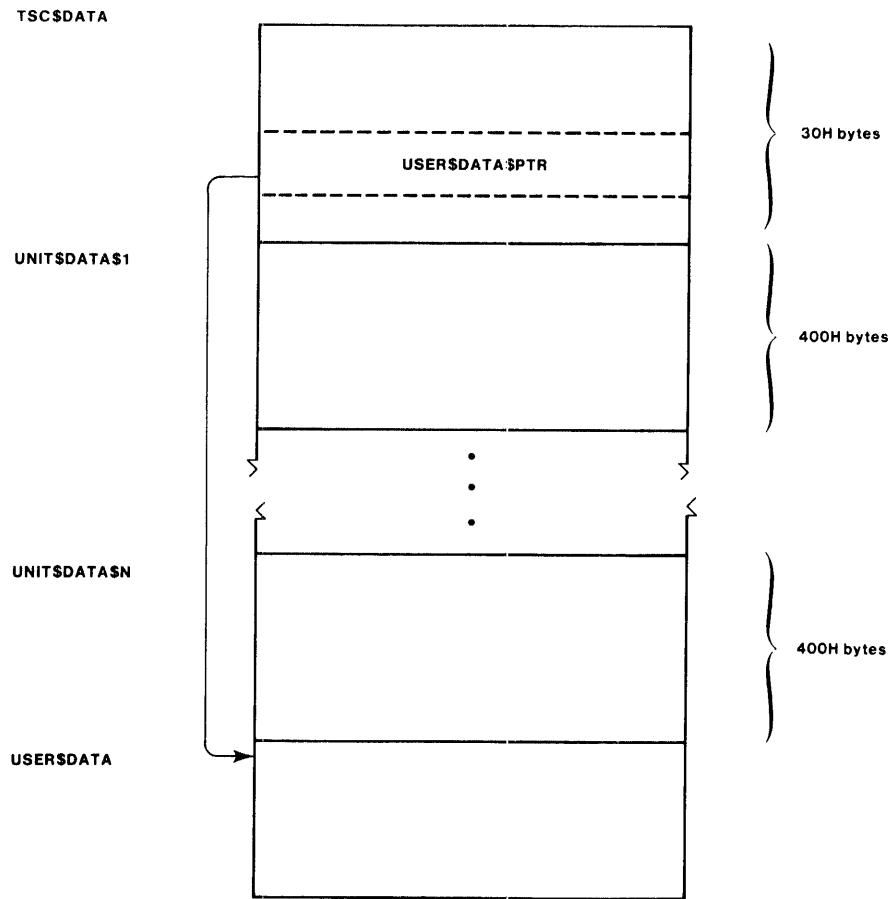 TSC$DATA
30H bytes
USER$DATA$PTR
UNIT$DATA$1
400H bytes
UNIT$DATA$N
400H bytes
USER$DATA